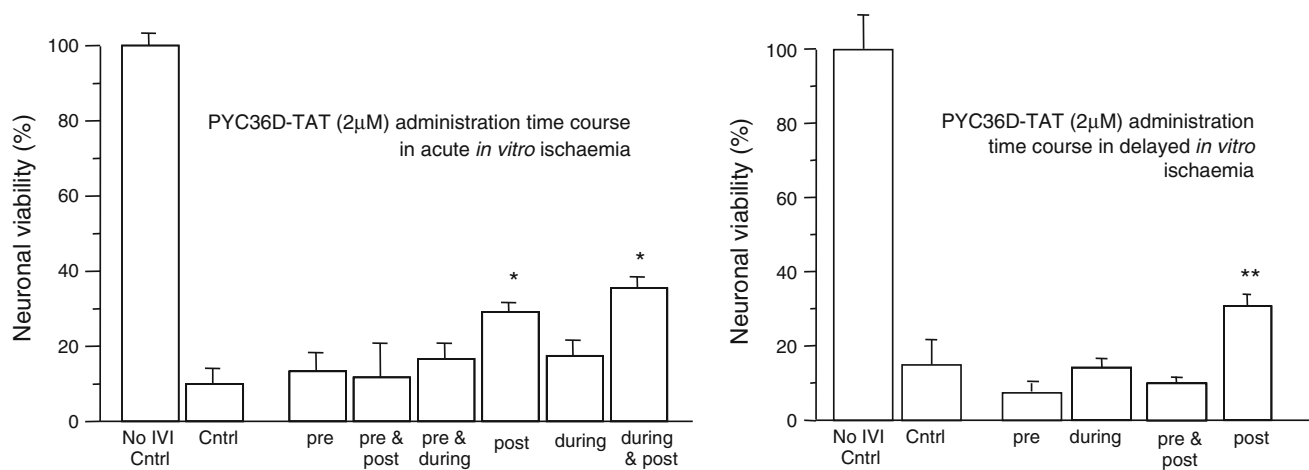 Neuronal viability (%)
100
80
60
40
20
0
PYC36D-TAT (2μM) administration time course
in acute in vitro ischaemia
*
*
No IVI
Cntrl
Cntrl
pre
pre &
post
pre &
during
post
during
during
& post
Neuronal viability (%)
100
80
60
40
20
0
PYC36D-TAT (2μM) administration
time course in delayed in vitro
ischaemia
**
No IVI
Cntrl
Cntrl
pre
during
pre &
post
post